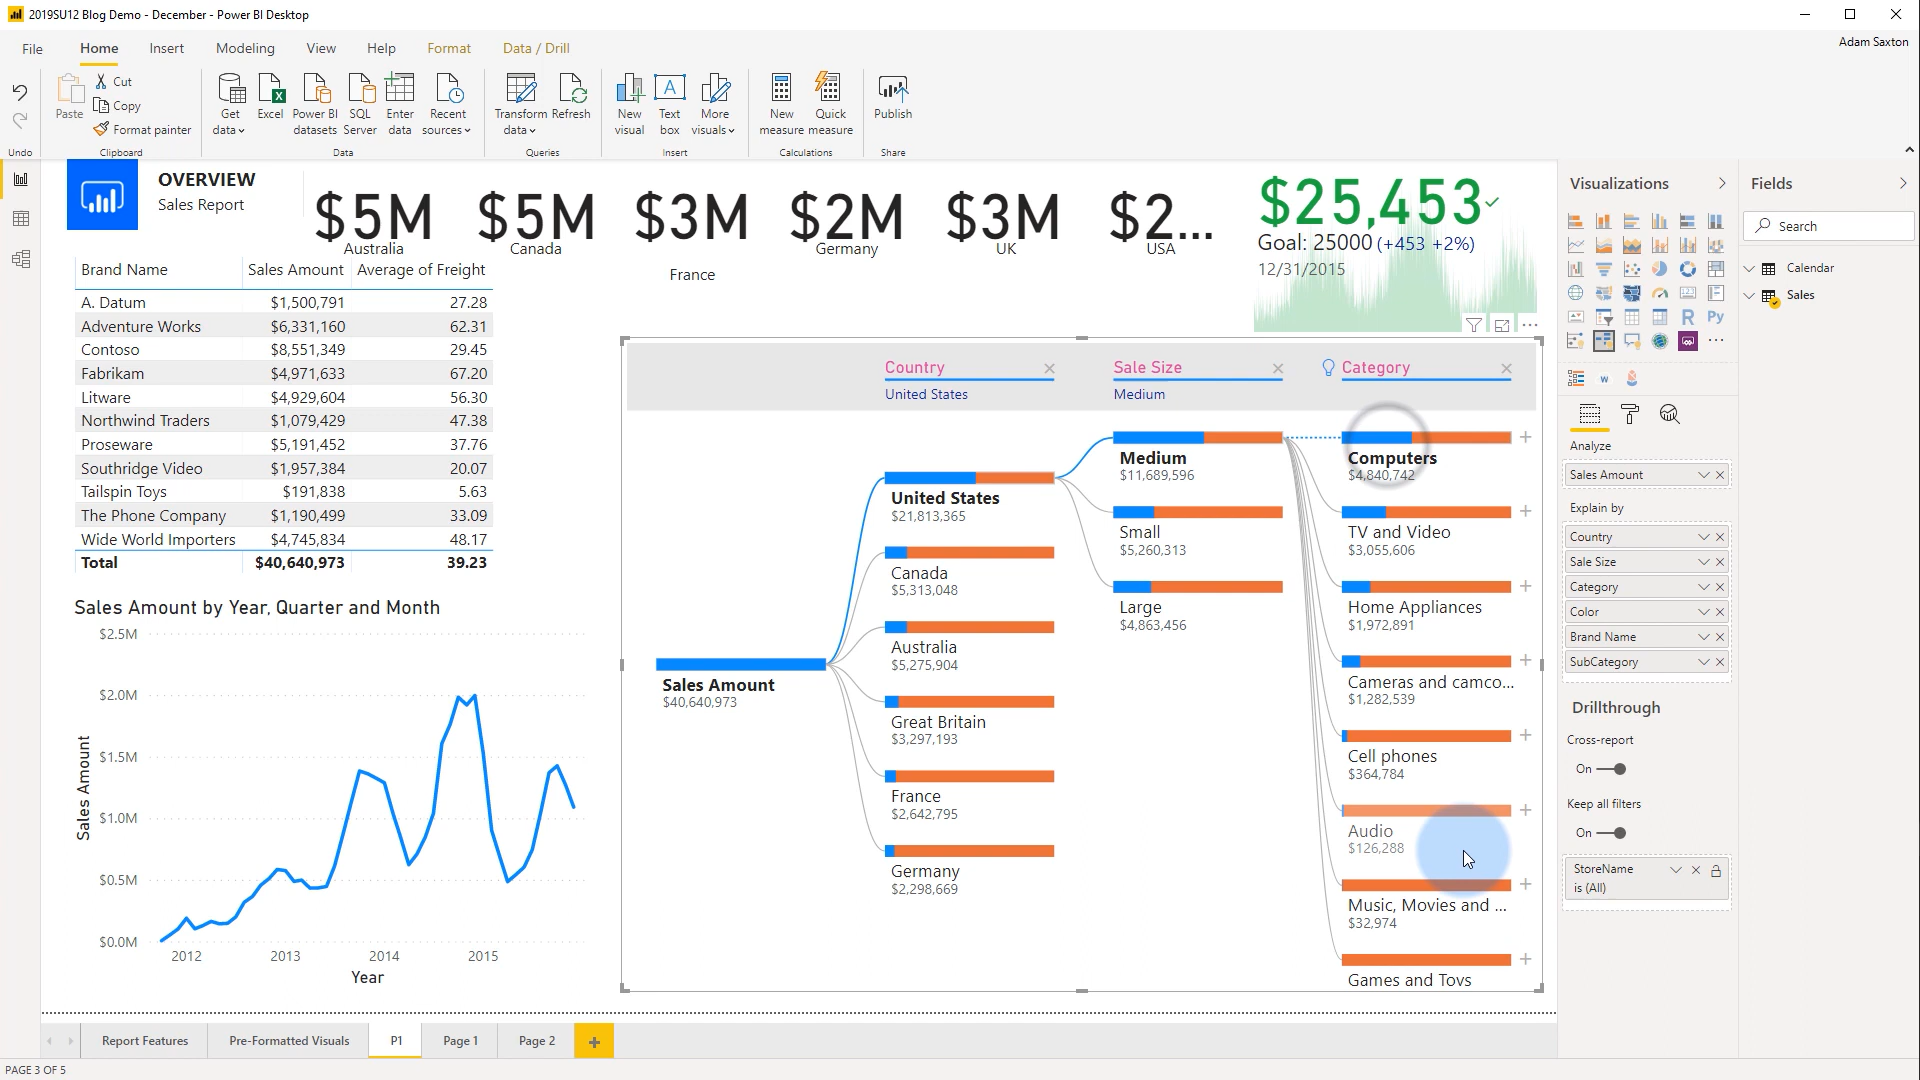 2019SU12 Blog Demo - December - Power BI Desktop
Adam Saxton
File Home Insert Modeling View Help Format Data / Drill
Paste
Cut
Copy
Format painter
Get data
Excel
Power BI datasets
SQL Server
Enter data
Recent sources
Transform data
Refresh
New visual
A
Text box
More visuals
New measure
Quick measure
Publish
Undo
Clipboard
Data
Queries
Insert
Calculations
Share
OVERVIEW
Sales Report
$5M
Australia
$5M
Canada
$3M
France
$2M
Germany
$3M
UK
$2...
USA
$25,453
Goal: 25000 (+453 +2%)
12/31/2015
Brand Name Sales Amount Average of Freight
A. Datum $1,500,791 27.28
Adventure Works $6,331,160 62.31
Contoso $8,551,349 29.45
Fabrikam $4,971,633 67.20
Litware $4,929,604 56.30
Northwind Traders $1,079,429 47.38
Proseware $5,191,452 37.76
Southridge Video $1,957,384 20.07
Tailspin Toys $191,838 5.63
The Phone Company $1,190,499 33.09
Wide World Importers $4,745,834 48.17
Total $40,640,973 39.23
Sales Amount by Year, Quarter and Month
Sales Amount
$2.5M
$2.0M
$1.5M
$1.0M
$0.5M
$0.0M
2012 2013 2014 2015
Year
Country
United States
Sale Size
Medium
Category
Sales Amount
$40,640,973
United States
$21,813,365
Canada
$5,313,048
Australia
$5,275,904
Great Britain
$3,297,193
France
$2,642,795
Germany
$2,298,669
Medium
$11,689,596
Small
$5,260,313
Large
$4,863,456
Computers
$4,840,742
TV and Video
$3,055,606
Home Appliances
$1,972,891
Cameras and camco...
$1,282,539
Cell phones
$364,784
Audio
$126,288
Music, Movies and ...
$32,974
Games and Toys
Visualizations
R Py
Analyze
Sales Amount
Explain by
Country
Sale Size
Category
Color
Brand Name
SubCategory
Drillthrough
Cross-report
On
Keep all filters
On
StoreName
is (All)
Fields
Search
Calendar
Sales
Report Features Pre-Formatted Visuals P1 Page 1 Page 2
PAGE 3 OF 5